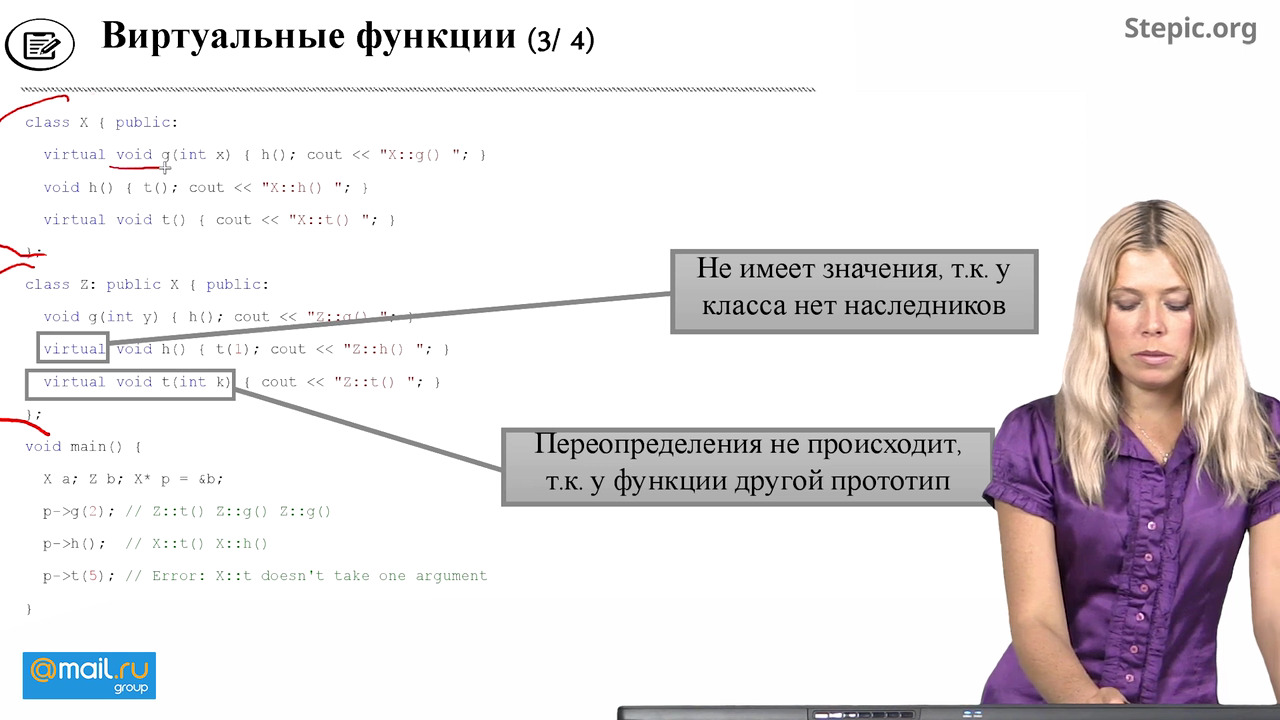 Виртуальные функции (3/ 4)
Stepic.org
class X { public:
virtual void g(int x) { h(); cout << "X::g() "; }
void h() { t(); cout << "X::h() "; }
virtual void t() { cout << "X::t() "; }
};
class Z: public X { public:
void g(int y) { h(); cout << "Z::g() "; }
virtual void h() { t(1); cout << "Z::h() "; }
virtual void t(int k) { cout << "Z::t() "; }
};
Не имеет значения, т.к. у
класса нет наследников
Переопределения не происходит,
т.к. у функции другой прототип
void main() {
X a; Z b; X* p = &b;
p->g(2); // Z::t() Z::g() Z::g()
p->h(); // X::t() X::h()
p->t(5); // Error: X::t doesn't take one argument
}
@mail.ru
group